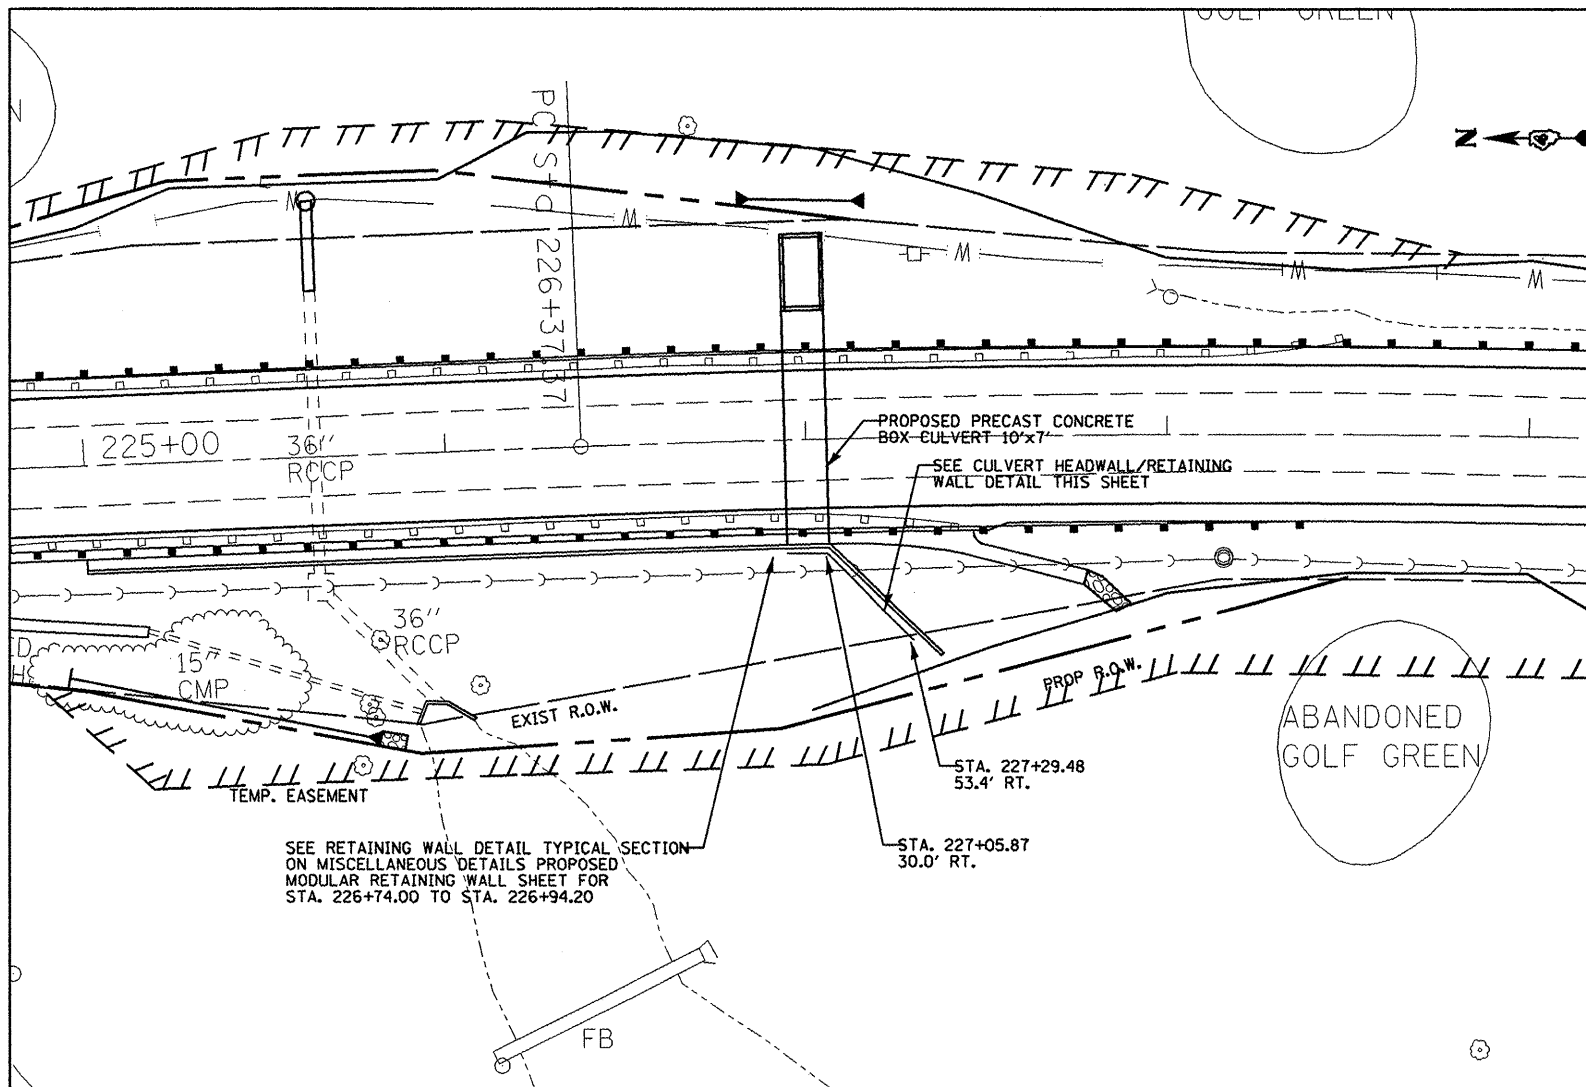 GOLF GREEN
N
N
PC Sta 226+37.37
W
W
W
W
W
W
225+00
36"
RCCP
PROPOSED PRECAST CONCRETE
BOX CULVERT 10'x7'
SEE CULVERT HEADWALL/RETAINING
WALL DETAIL THIS SHEET
36"
RCCP
D
H
15"
CMP
EXIST R.O.W.
PROP R.O.W.
ABANDONED
GOLF GREEN
TEMP. EASEMENT
STA. 227+29.48
53.4' RT.
STA. 227+05.87
30.0' RT.
SEE RETAINING WALL DETAIL TYPICAL SECTION
ON MISCELLANEOUS DETAILS PROPOSED
MODULAR RETAINING WALL SHEET FOR
STA. 226+74.00 TO STA. 226+94.20
FB